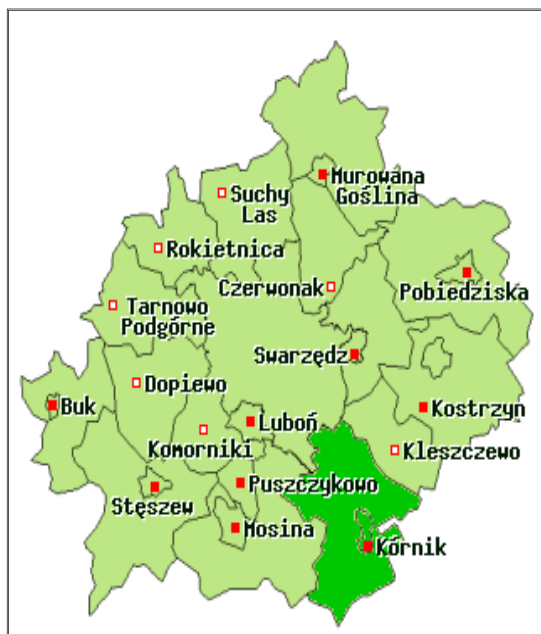 Murowana
Goślina
Suchy
Las
Rokietnica
Czerwonak
Pobiedziska
Tarnowo
Podgórne
Swarzędz
Dopiewo
Buk
Kostrzyn
Luboń
Komorniki
Kleszczewo
Puszczykowo
Stęszew
Mosina
Kórnik